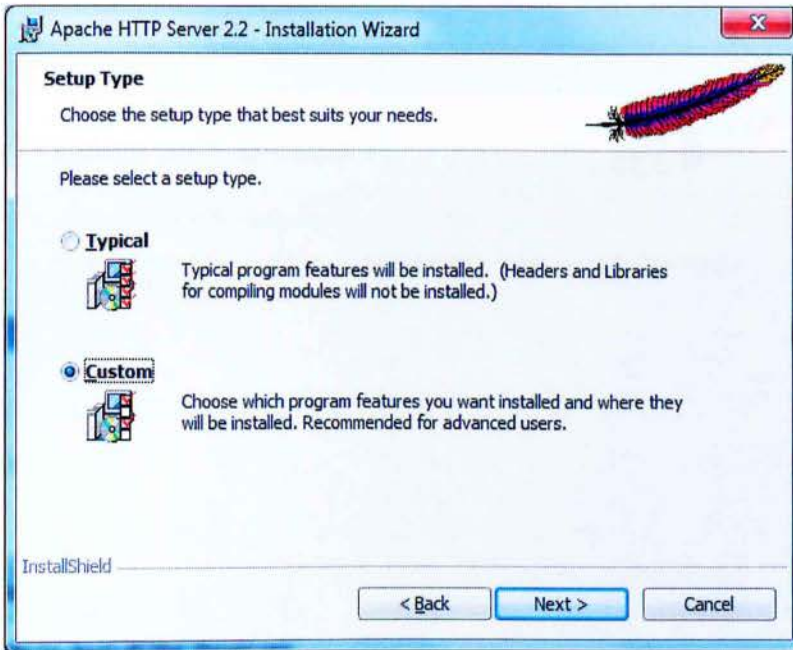 Apache HTTP Server 2.2 - Installation Wizard
Setup Type
Choose the setup type that best suits your needs.
Please select a setup type.
Typical
Typical program features will be installed. (Headers and Libraries
for compiling modules will not be installed.)
Custom
Choose which program features you want installed and where they
will be installed. Recommended for advanced users.
InstallShield
< Back
Next >
Cancel